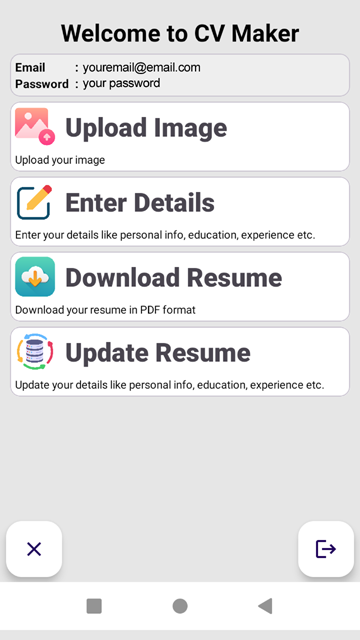 Welcome to CV Maker
Email : youremail@email.com
Password : your password
Upload Image
Upload your image
Enter Details
Enter your details like personal info, education, experience etc.
Download Resume
Download your resume in PDF format
Update Resume
Update your details like personal info, education, experience etc.